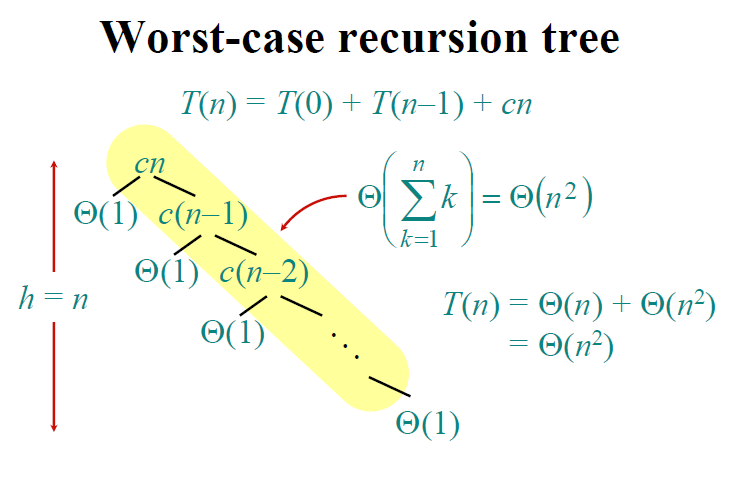 Worst-case recursion tree
T(n) = T(0) + T(n–1) + cn
cn
Θ(1) c(n–1)
Θ(1) c(n–2)
Θ(1) ⋱
Θ(1)
h = n
Θ(∑_{k=1}^{n} k) = Θ(n²)
T(n) = Θ(n) + Θ(n²)
= Θ(n²)